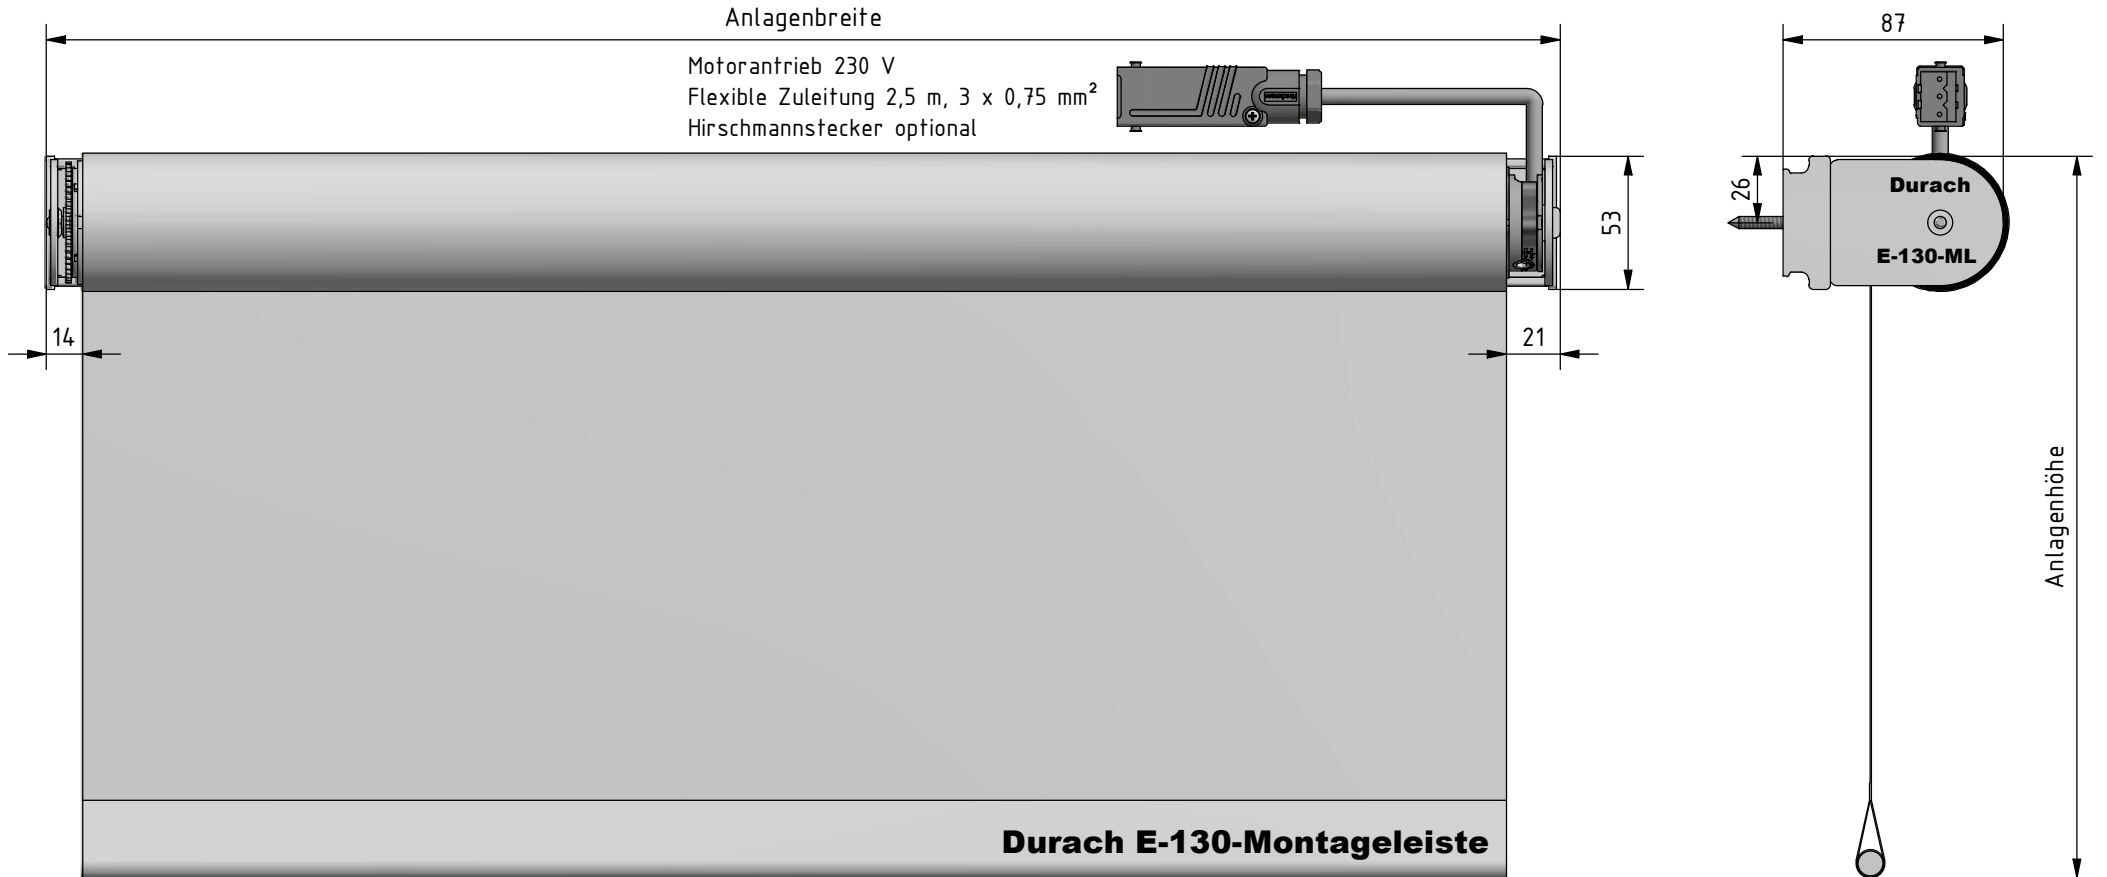 Anlagenbreite
87
Motorantrieb 230 V
Flexible Zuleitung 2,5 m, 3 x 0,75 mm²
Hirschmannstecker optional
26
Durach
53
E-130-ML
14
21
Anlagenhöhe
Durach E-130-Montageleiste